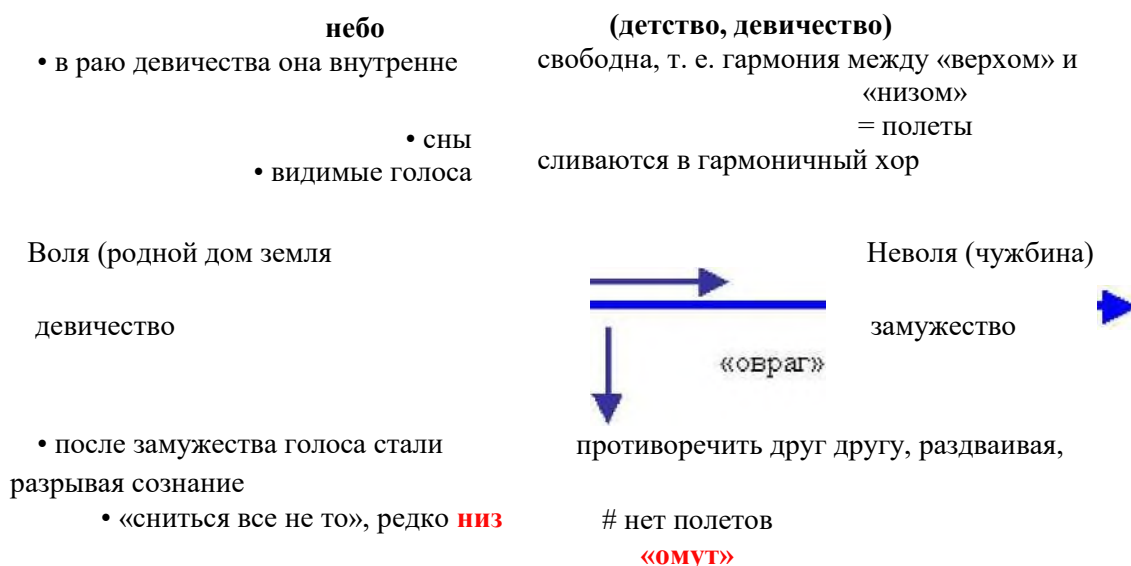 небо (детство, девичество)
• в раю девичества она внутренне свободна, т. е. гармония между «верхом» и
«низом»
• сны = полеты
• видимые голоса сливаются в гармоничный хор
Воля (родной дом земля Неволя (чужбина)
девичество замужество
«овраг»
• после замужества голоса стали противоречить друг другу, раздваивая,
разрывая сознание
• «сниться все не то», редко низ # нет полетов
«омут»